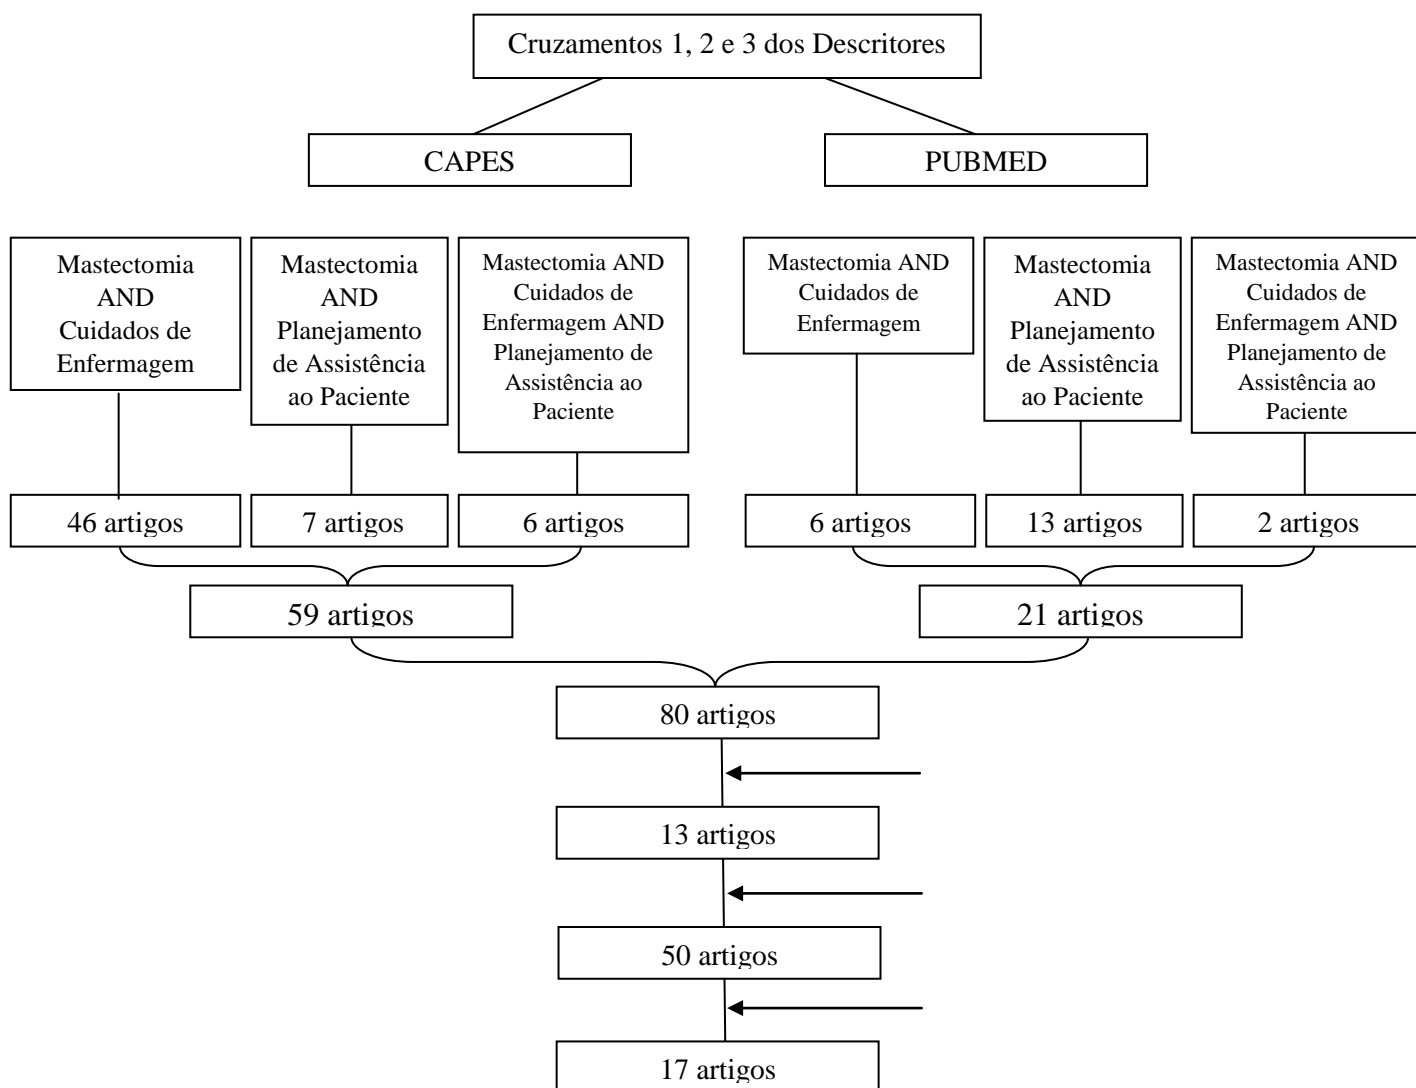 Cruzamentos 1, 2 e 3 dos Descritores
CAPES
PUBMED
Mastectomia
AND
Cuidados de
Enfermagem
Mastectomia
AND
Planejamento
de Assistência
ao Paciente
Mastectomia AND
Cuidados de
Enfermagem AND
Planejamento de
Assistência ao
Paciente
Mastectomia AND
Cuidados de
Enfermagem
Mastectomia
AND
Planejamento
de Assistência
ao Paciente
Mastectomia AND
Cuidados de
Enfermagem AND
Planejamento de
Assistência ao
Paciente
46 artigos
7 artigos
6 artigos
6 artigos
13 artigos
2 artigos
59 artigos
21 artigos
80 artigos
13 artigos
50 artigos
17 artigos